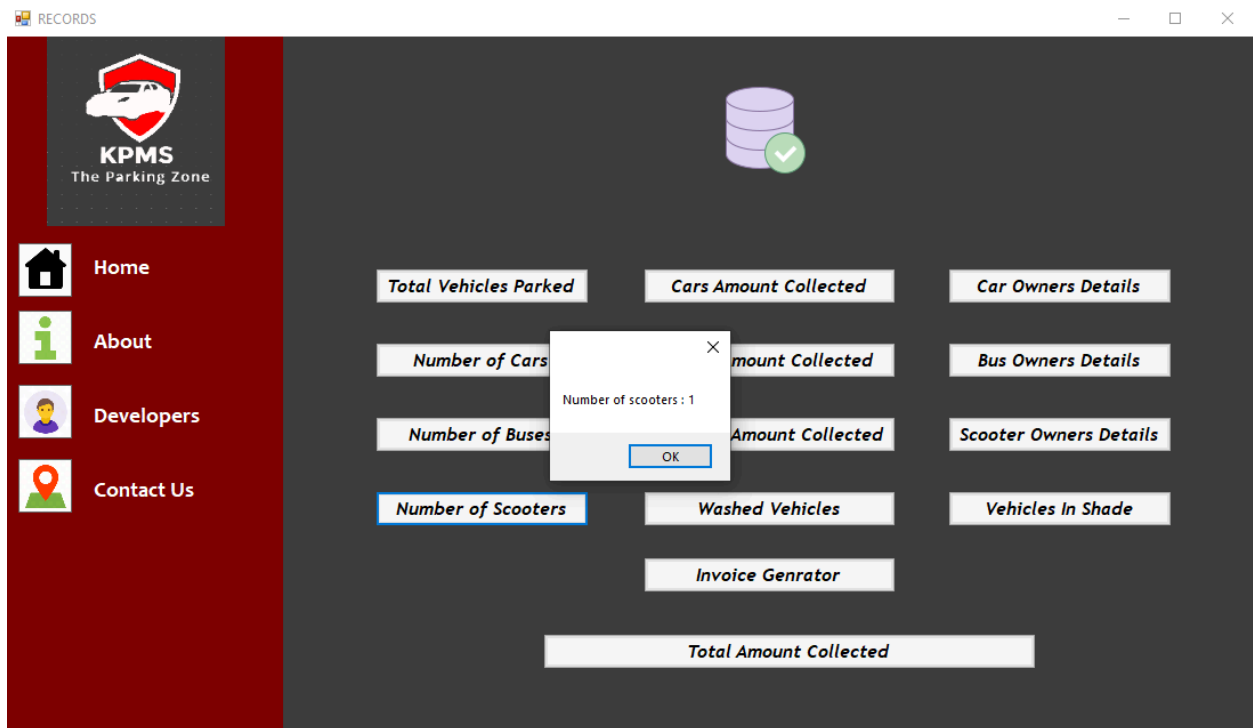 RECORDS
KPMS
The Parking Zone
Home
About
Developers
Contact Us
Total Vehicles Parked
Cars Amount Collected
Car Owners Details
Number of Cars
mount Collected
Bus Owners Details
Number of scooters : 1
OK
Number of Buses
Amount Collected
Scooter Owners Details
Number of Scooters
Washed Vehicles
Vehicles In Shade
Invoice Genrator
Total Amount Collected